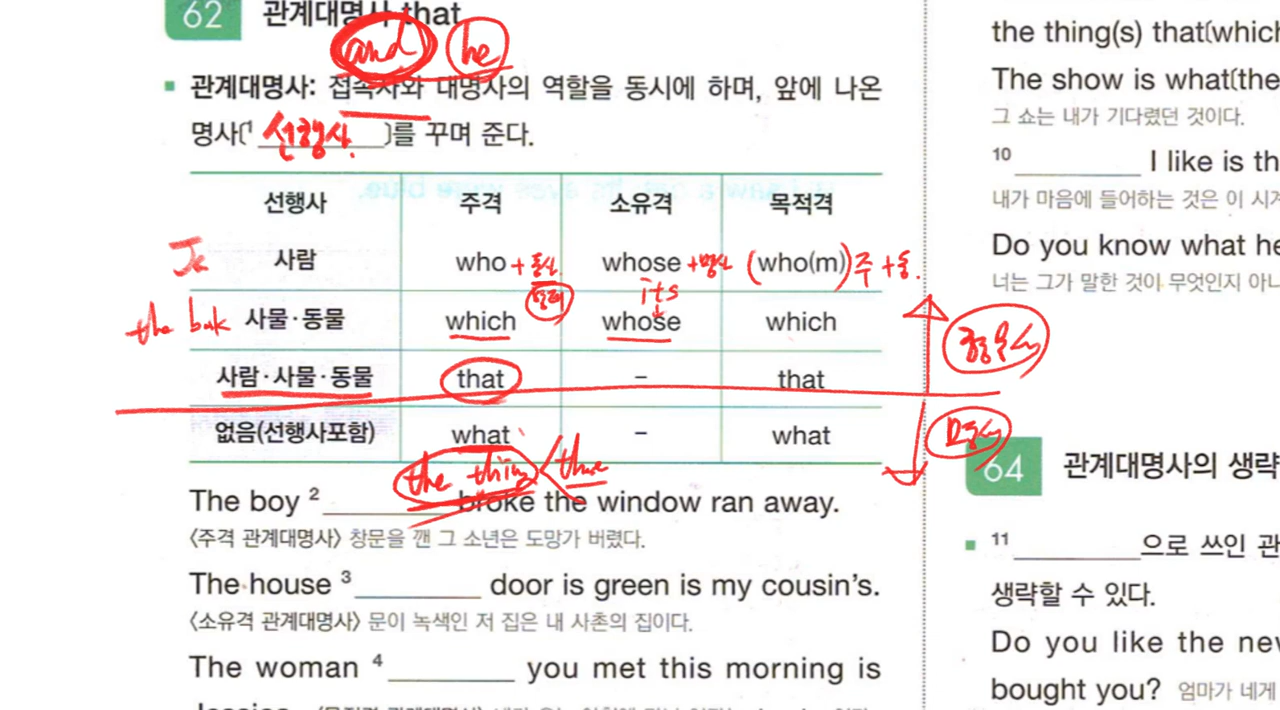 62 관계대명사 that
and he
관계대명사: 접속사와 대명사의 역할을 동시에 하며, 앞에 나온
명사(¹ 선행사 )를 꾸며 준다.
선행사 주격 소유격 목적격
사람 who +동사 whose +명사 (who(m)) 주+동.
its
the book 사물·동물 which whose which
형용사
사람·사물·동물 that – that
없음(선행사포함) what – what
명사
the thing
The boy ² ________ broke the window ran away.
〈주격 관계대명사〉 창문을 깬 그 소년은 도망가 버렸다.
The house ³ ________ door is green is my cousin's.
〈소유격 관계대명사〉 문이 녹색인 저 집은 내 사촌의 집이다.
The woman ⁴ ________ you met this morning is
the thing(s) that(which
The show is what(the
그 쇼는 내가 기다렸던 것이다.
¹⁰ ________ I like is th
내가 마음에 들어하는 것은 이 시계
Do you know what he
너는 그가 말한 것이 무엇인지 아니
64 관계대명사의 생략
¹¹ ________으로 쓰인 관
생략할 수 있다.
Do you like the new
bought you? 엄마가 네게